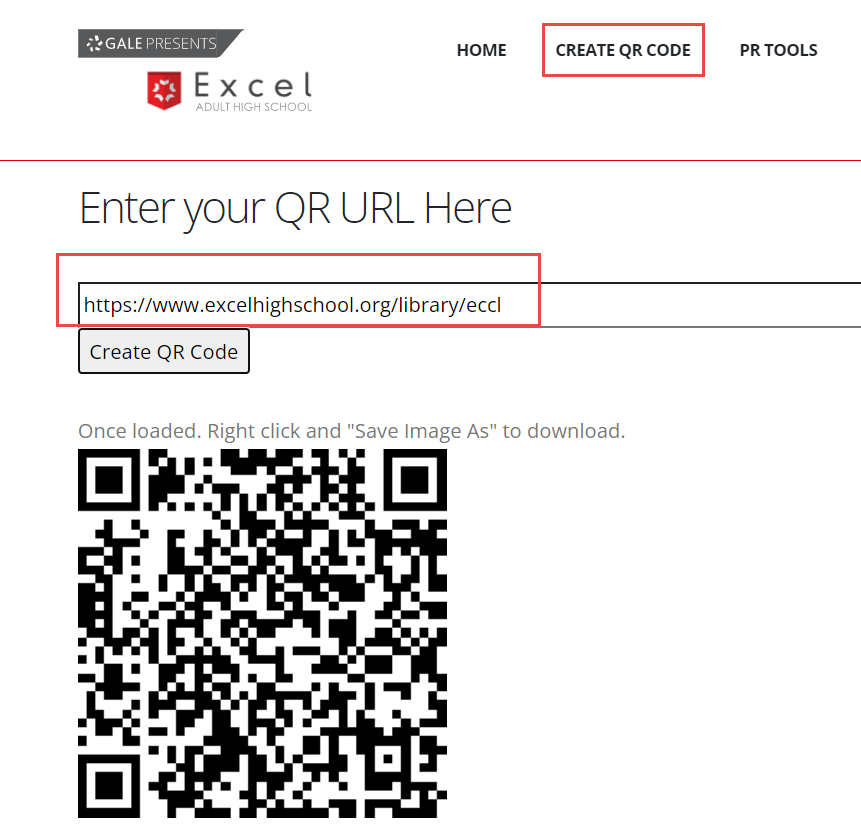 GALE PRESENTS
Excel
ADULT HIGH SCHOOL
HOME CREATE QR CODE PR TOOLS
Enter your QR URL Here
https://www.excelhighschool.org/library/eccl
Create QR Code
Once loaded. Right click and "Save Image As" to download.